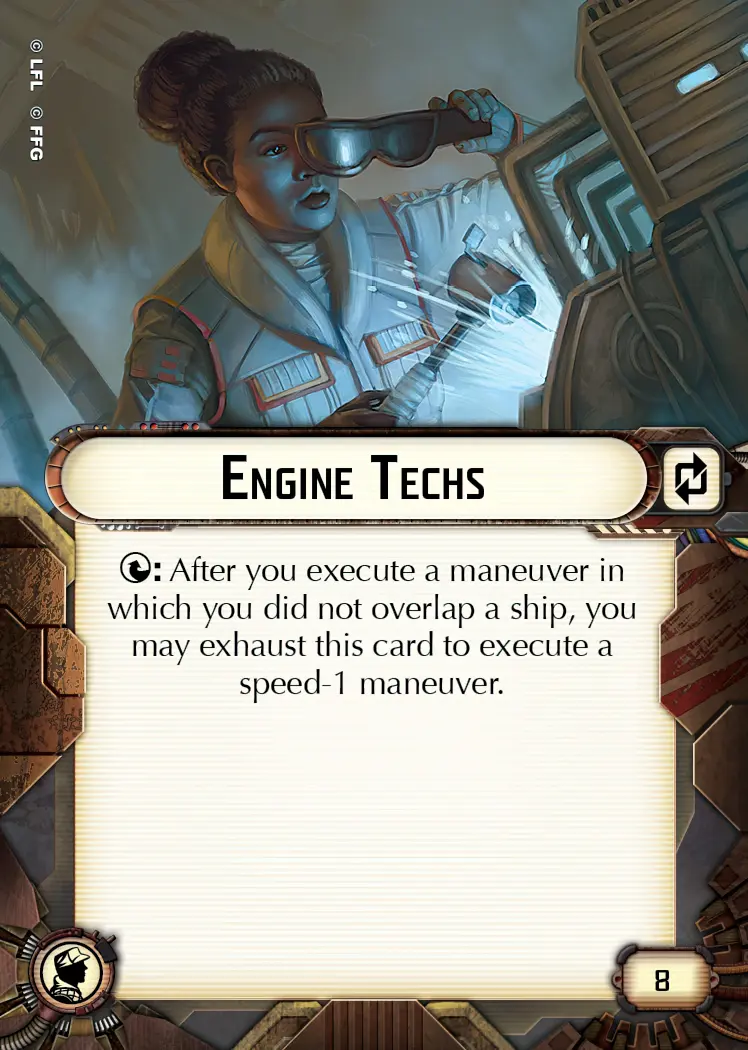 © LFL © FFG
Engine Techs
: After you execute a maneuver in
which you did not overlap a ship, you
may exhaust this card to execute a
speed-1 maneuver.
8